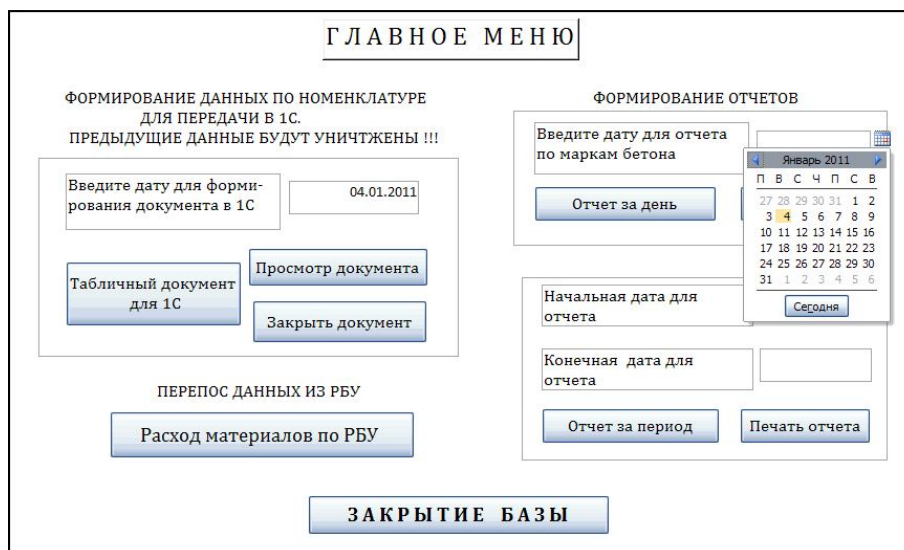 ГЛАВНОЕ МЕНЮ
ФОРМИРОВАНИЕ ДАННЫХ ПО НОМЕНКЛАТУРЕ
ДЛЯ ПЕРЕДАЧИ В 1С.
ПРЕДЫДУЩИЕ ДАННЫЕ БУДУТ УНИЧТЖЕНЫ !!!
Введите дату для форми-
рования документа в 1С
04.01.2011
Табличный документ
для 1С
Просмотр документа
Закрыть документ
ПЕРЕПОС ДАННЫХ ИЗ РБУ
Расход материалов по РБУ
ФОРМИРОВАНИЕ ОТЧЕТОВ
Введите дату для отчета
по маркам бетона
Отчет за день
Январь 2011
П В С Ч П С В
27 28 29 30 31 1 2
3 4 5 6 7 8 9
10 11 12 13 14 15 16
17 18 19 20 21 22 23
24 25 26 27 28 29 30
31 1 2 3 4 5 6
Сегодня
Начальная дата для
отчета
Конечная дата для
отчета
Отчет за период
Печать отчета
ЗАКРЫТИЕ БАЗЫ